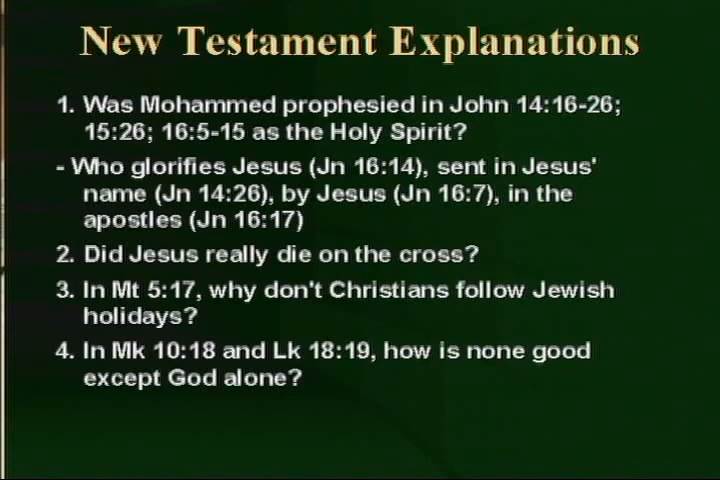 New Testament Explanations
1. Was Mohammed prophesied in John 14:16-26;
15:26; 16:5-15 as the Holy Spirit?
- Who glorifies Jesus (Jn 16:14), sent in Jesus'
name (Jn 14:26), by Jesus (Jn 16:7), in the
apostles (Jn 16:17)
2. Did Jesus really die on the cross?
3. In Mt 5:17, why don't Christians follow Jewish
holidays?
4. In Mk 10:18 and Lk 18:19, how is none good
except God alone?